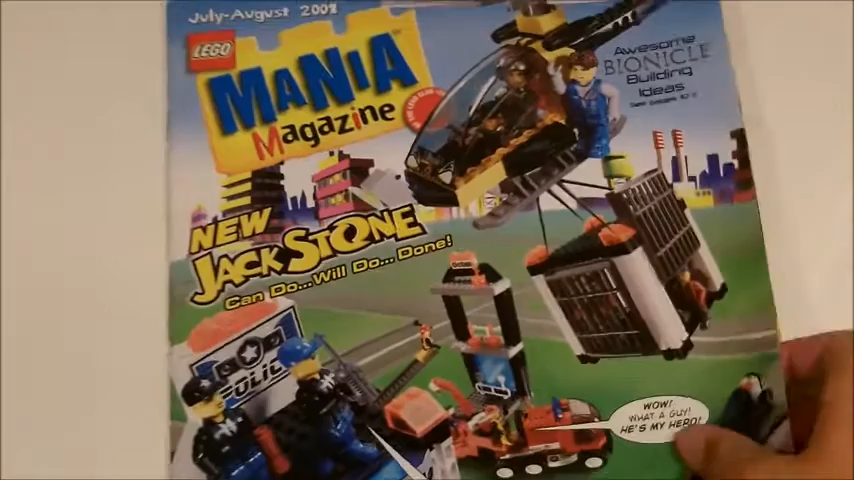 July-August 2001
LEGO
MANIA
Magazine
Awesome
BIONICLE
Building
Ideas
NEW
JACK STONE
Can Do...Will Do... Done!
POLIC
WOW!
WHAT A GUY!
HE'S MY HERO!